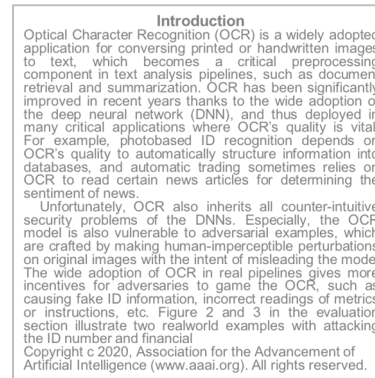 Introduction
Optical Character Recognition (OCR) is a widely adopted
application for conversing printed or handwritten images
to text, which becomes a critical preprocessing
component in text analysis pipelines, such as documen
retrieval and summarization. OCR has been significantly
improved in recent years thanks to the wide adoption o
the deep neural network (DNN), and thus deployed in
many critical applications where OCR's quality is vital
For example, photobased ID recognition depends on
OCR's quality to automatically structure information into
databases, and automatic trading sometimes relies on
OCR to read certain news articles for determining the
sentiment of news.
Unfortunately, OCR also inherits all counter-intuitive
security problems of the DNNs. Especially, the OCR
model is also vulnerable to adversarial examples, which
are crafted by making human-imperceptible perturbations
on original images with the intent of misleading the mode
The wide adoption of OCR in real pipelines gives more
incentives for adversaries to game the OCR, such as
causing fake ID information, incorrect readings of metrics
or instructions, etc. Figure 2 and 3 in the evaluation
section illustrate two realworld examples with attacking
the ID number and financial
Copyright c 2020, Association for the Advancement of
Artificial Intelligence (www.aaai.org). All rights reserved.